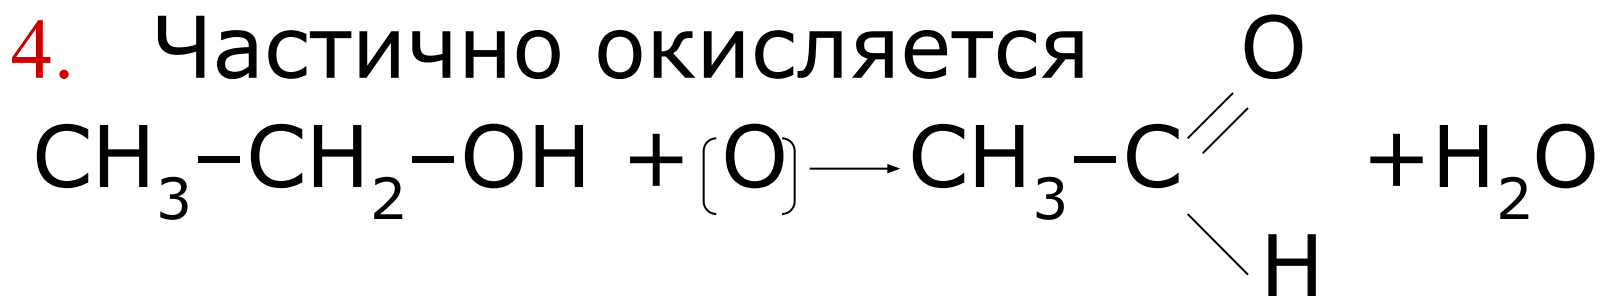 4. Частично окисляется
O
CH₃–CH₂–OH + [O] → CH₃–C +H₂O
H